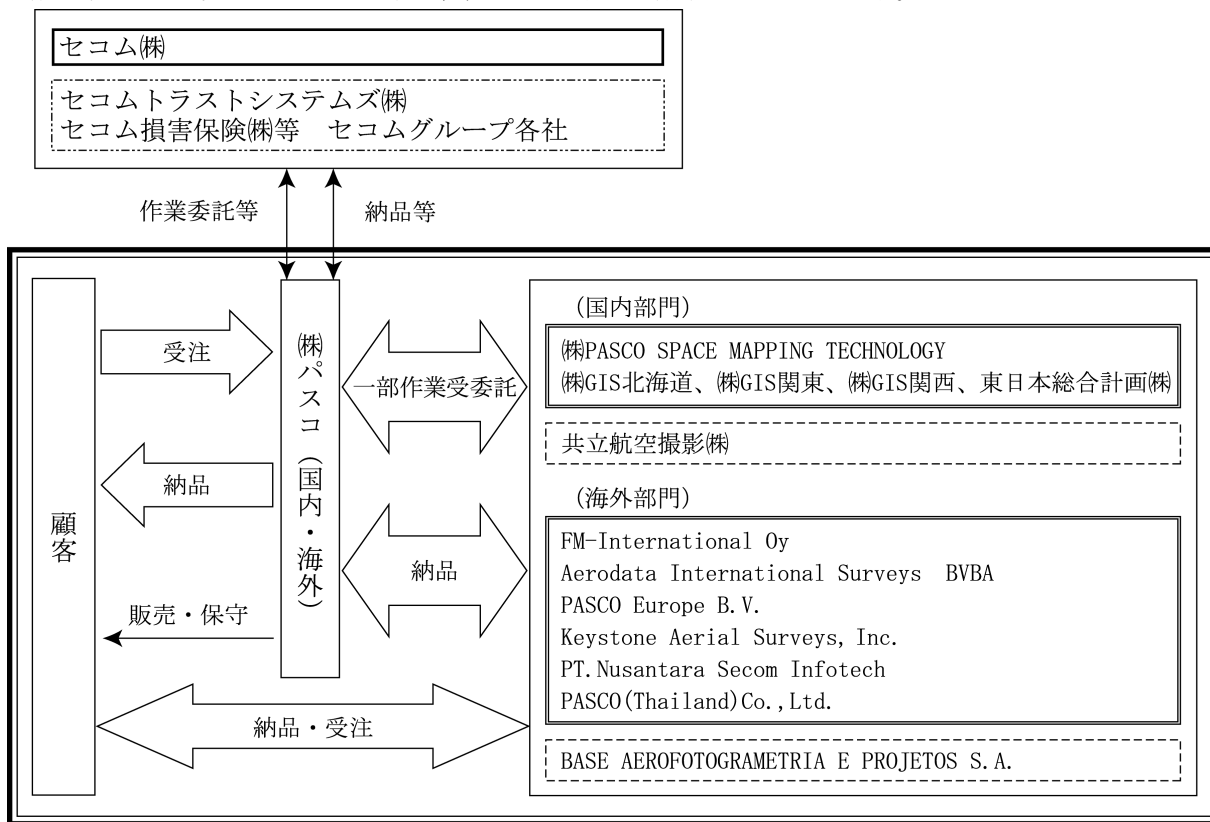 セコム㈱
セコムトラストシステムズ㈱
セコム損害保険㈱等　セコムグループ各社
作業委託等
納品等
顧客
受注
納品
販売・保守
納品・受注
㈱パスコ（国内・海外）
一部作業受委託
納品
(国内部門)
㈱PASCO SPACE MAPPING TECHNOLOGY
㈱GIS北海道、㈱GIS関東、㈱GIS関西、東日本総合計画㈱
共立航空撮影㈱
(海外部門)
FM-International Oy
Aerodata International Surveys BVBA
PASCO Europe B.V.
Keystone Aerial Surveys, Inc.
PT.Nusantara Secom Infotech
PASCO(Thailand)Co.,Ltd.
BASE AEROFOTOGRAMETRIA E PROJETOS S.A.